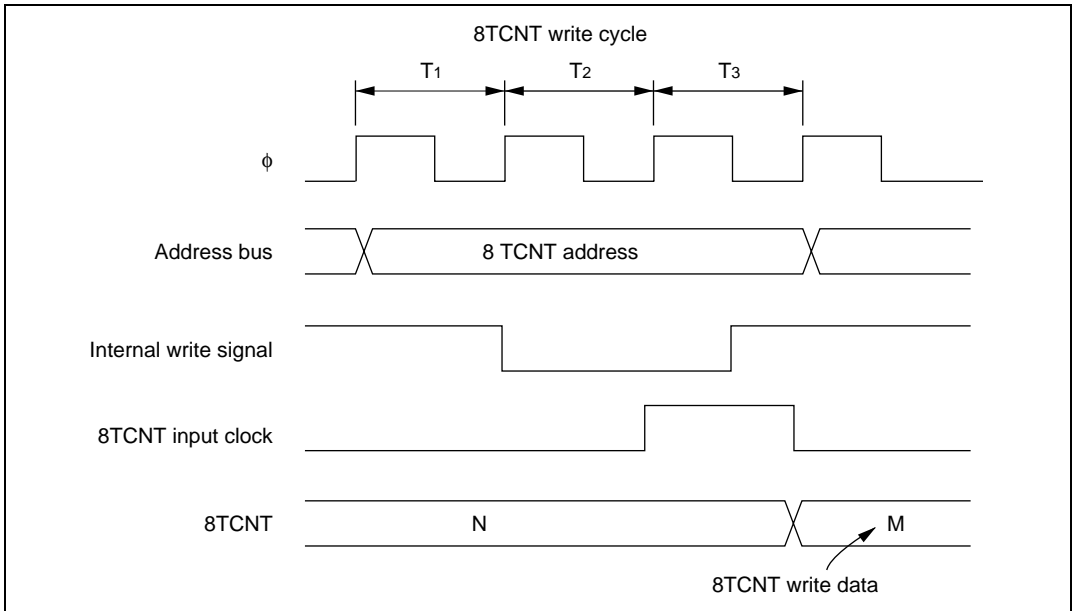 8TCNT write cycle
T1 T2 T3
φ
Address bus
8 TCNT address
Internal write signal
8TCNT input clock
8TCNT
N
M
8TCNT write data